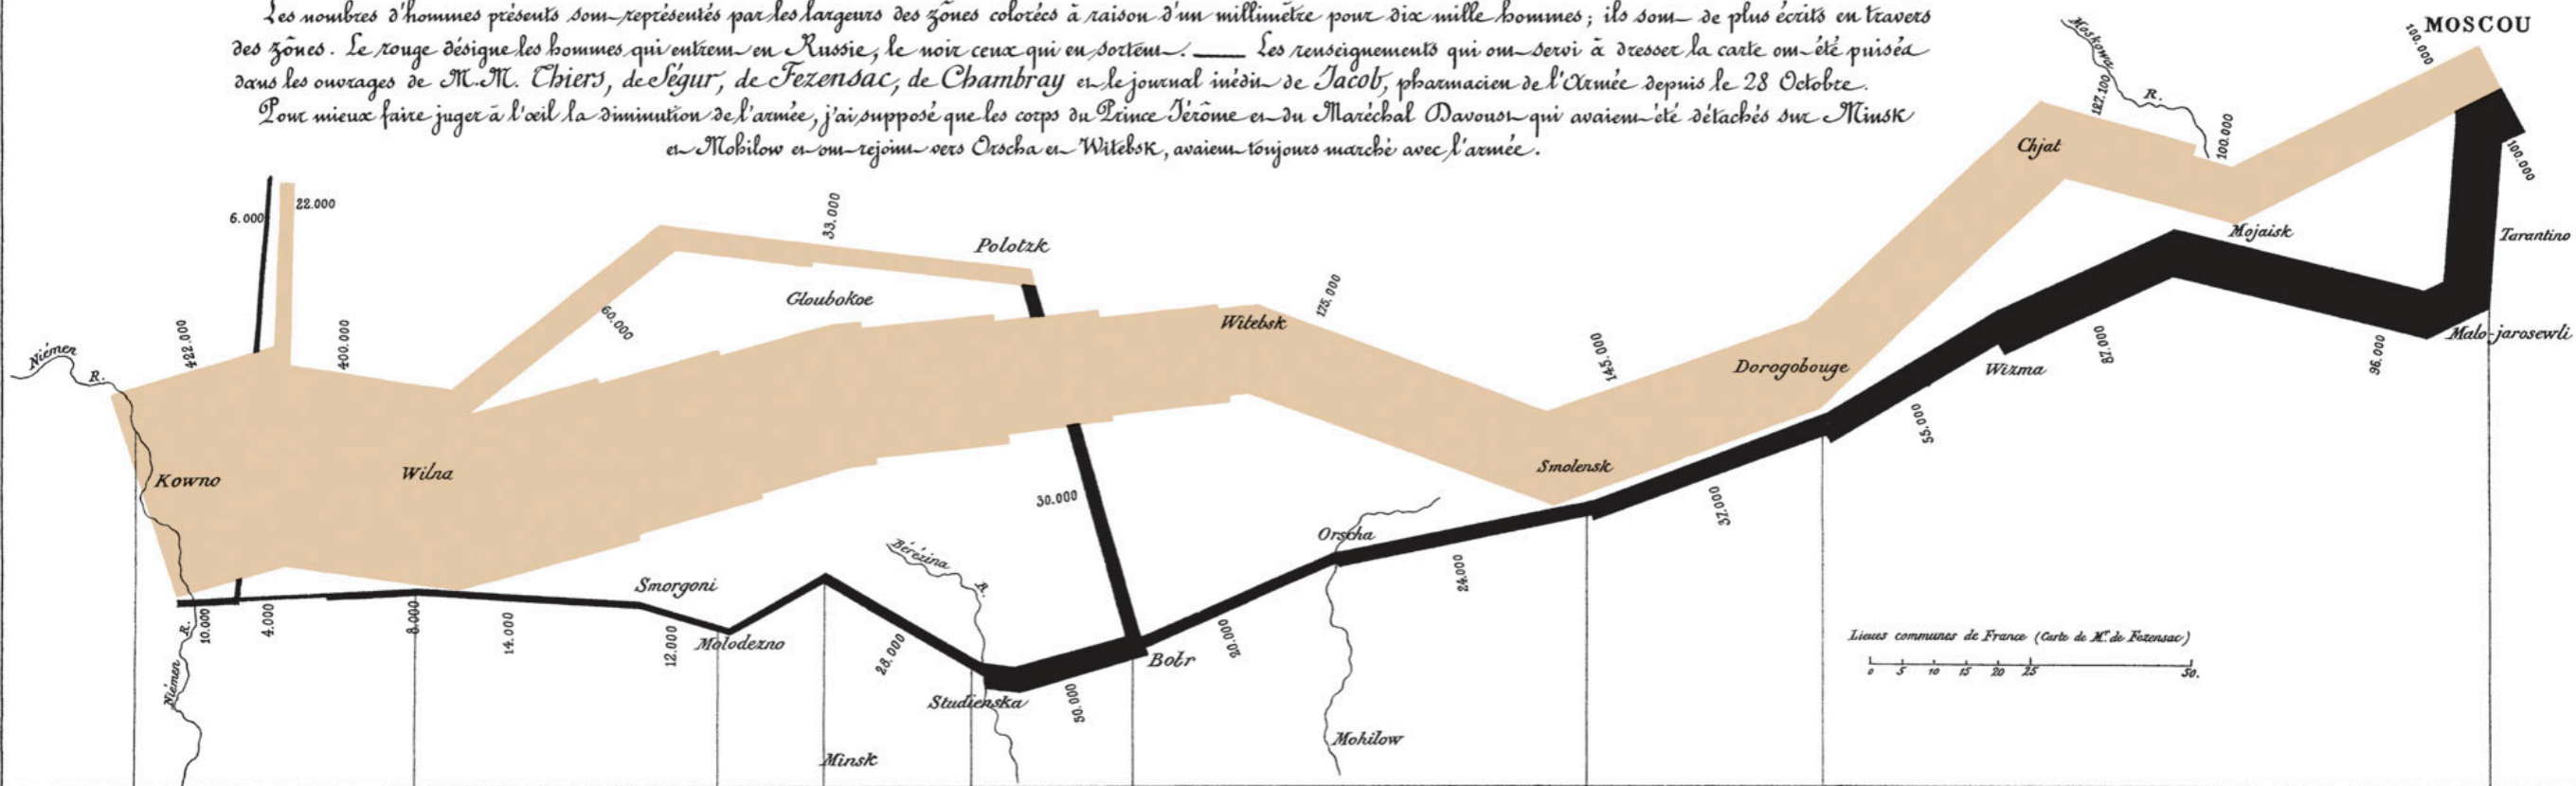 Les nombres d'hommes présents sont représentés par les largeurs des zônes colorées à raison d'un millimètre pour dix mille hommes; ils sont de plus écrits en travers
des zônes. Le rouge désigne les hommes qui entrent en Russie, le noir ceux qui en sortent. — Les renseignements qui ont servi à dresser la carte ont été puisés
dans les ouvrages de M.M. Chiers, de Ségur, de Fezensac, de Chambray et le journal inédit de Jacob, pharmacien de l'Armée depuis le 28 Octobre.
Pour mieux faire juger à l'œil la diminution de l'armée, j'ai supposé que les corps du Prince Jérôme et du Maréchal Davoust qui avaient été détachés sur Minsk
et Mohilow et ont rejoint vers Orscha et Witebsk, avaient toujours marché avec l'armée.
MOSCOU
100.000
Moskowa
R.
127.100
100.000
Chjat
100.000
6.000
22.000
33.000
Polotzk
Mojaisk
Tarantino
Gloubokoe
60.000
175.000
422.000
400.000
Witebsk
145.000
Dorogobouge
Wizma
87.000
96.000
Malo-jarosewli
Niémen
R.
55.000
Kowno
Wilna
30.000
Smolensk
37.000
Orscha
24.000
Bérézina
R.
Smorgoni
10.000
4.000
8.000
14.000
12.000
Molodezno
28.000
20.000
Bobr
Studienska
50.000
Niémen
R.
Minsk
Mohilow
Lieues communes de France (Carte de Mr. de Fezensac)
0 5 10 15 20 25 50.